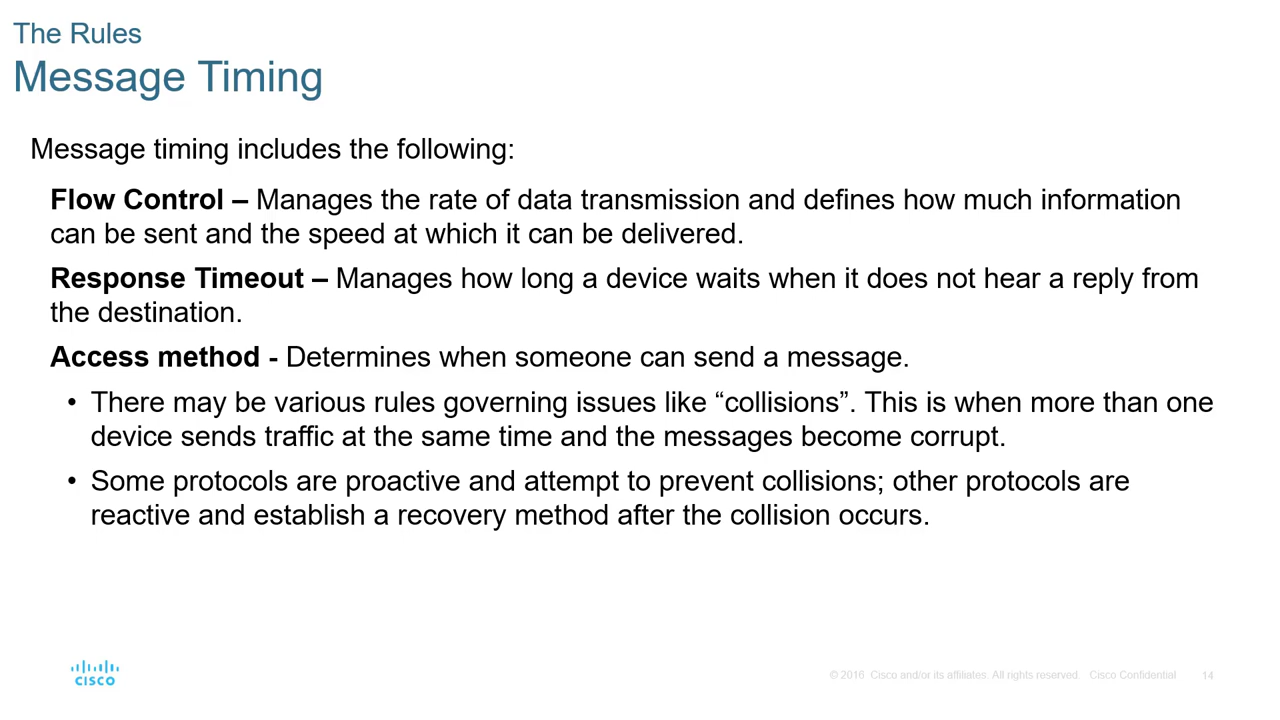 The Rules
Message Timing
Message timing includes the following:
Flow Control – Manages the rate of data transmission and defines how much information
can be sent and the speed at which it can be delivered.
Response Timeout – Manages how long a device waits when it does not hear a reply from
the destination.
Access method - Determines when someone can send a message.
• There may be various rules governing issues like “collisions”. This is when more than one
device sends traffic at the same time and the messages become corrupt.
• Some protocols are proactive and attempt to prevent collisions; other protocols are
reactive and establish a recovery method after the collision occurs.
CISCO
© 2016 Cisco and/or its affiliates. All rights reserved. Cisco Confidential 14